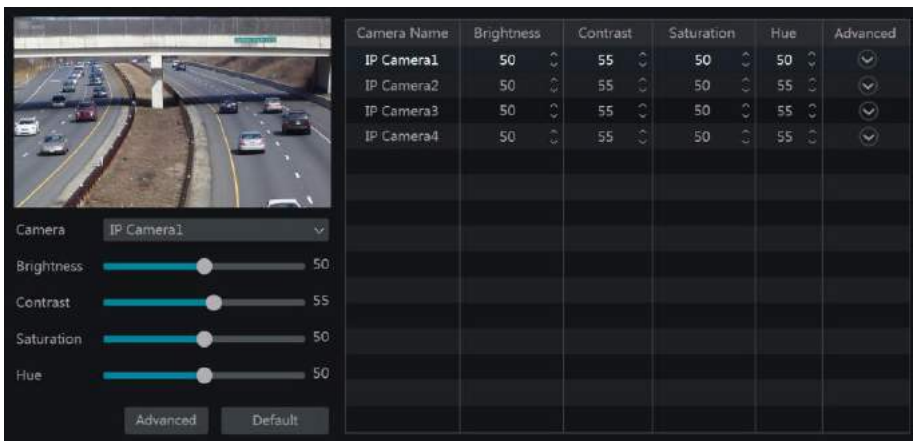 Camera Name Brightness Contrast Saturation Hue Advanced
IP Camera1 50 55 50 50
IP Camera2 50 55 50 55
IP Camera3 50 55 50 55
IP Camera4 50 55 50 55
Camera IP Camera1
Brightness 50
Contrast 55
Saturation 50
Hue 50
Advanced Default